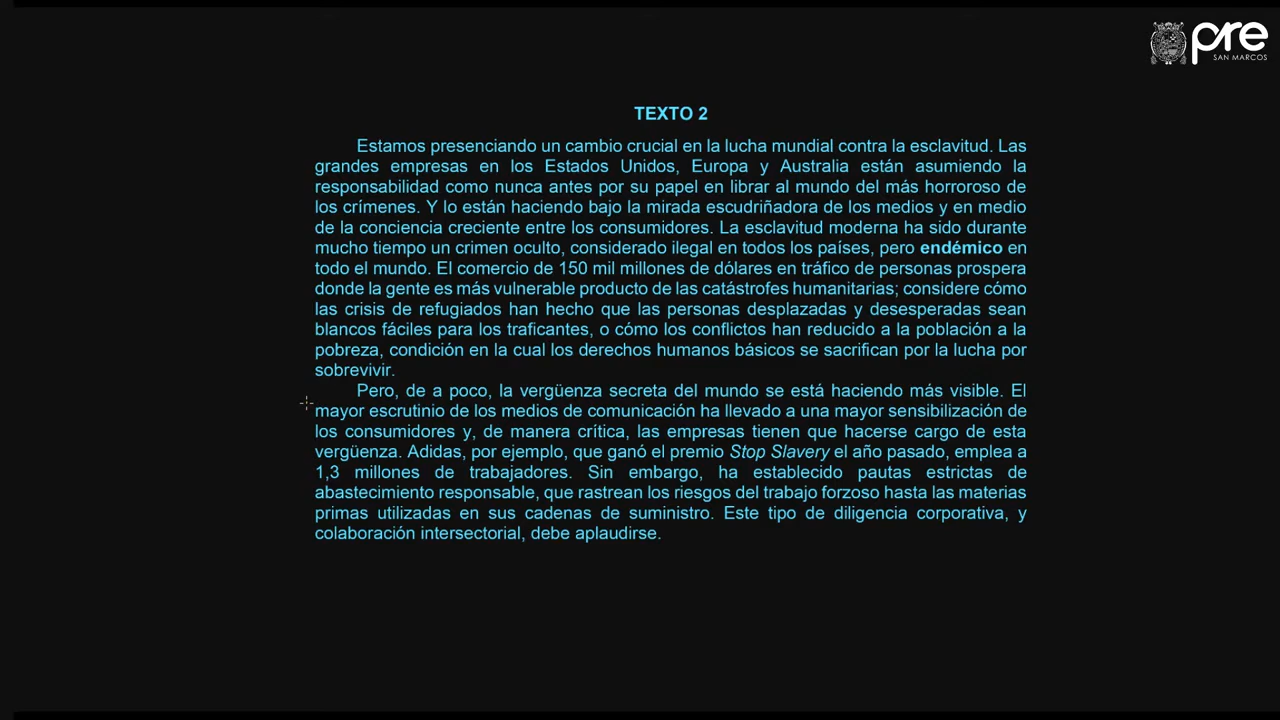 pre
SAN MARCOS
TEXTO 2
Estamos presenciando un cambio crucial en la lucha mundial contra la esclavitud. Las
grandes empresas en los Estados Unidos, Europa y Australia están asumiendo la
responsabilidad como nunca antes por su papel en librar al mundo del más horroroso de
los crímenes. Y lo están haciendo bajo la mirada escudriñadora de los medios y en medio
de la conciencia creciente entre los consumidores. La esclavitud moderna ha sido durante
mucho tiempo un crimen oculto, considerado ilegal en todos los países, pero endémico en
todo el mundo. El comercio de 150 mil millones de dólares en tráfico de personas prospera
donde la gente es más vulnerable producto de las catástrofes humanitarias; considere cómo
las crisis de refugiados han hecho que las personas desplazadas y desesperadas sean
blancos fáciles para los traficantes, o cómo los conflictos han reducido a la población a la
pobreza, condición en la cual los derechos humanos básicos se sacrifican por la lucha por
sobrevivir.
Pero, de a poco, la vergüenza secreta del mundo se está haciendo más visible. El
mayor escrutinio de los medios de comunicación ha llevado a una mayor sensibilización de
los consumidores y, de manera crítica, las empresas tienen que hacerse cargo de esta
vergüenza. Adidas, por ejemplo, que ganó el premio Stop Slavery el año pasado, emplea a
1,3 millones de trabajadores. Sin embargo, ha establecido pautas estrictas de
abastecimiento responsable, que rastrean los riesgos del trabajo forzoso hasta las materias
primas utilizadas en sus cadenas de suministro. Este tipo de diligencia corporativa, y
colaboración intersectorial, debe aplaudirse.